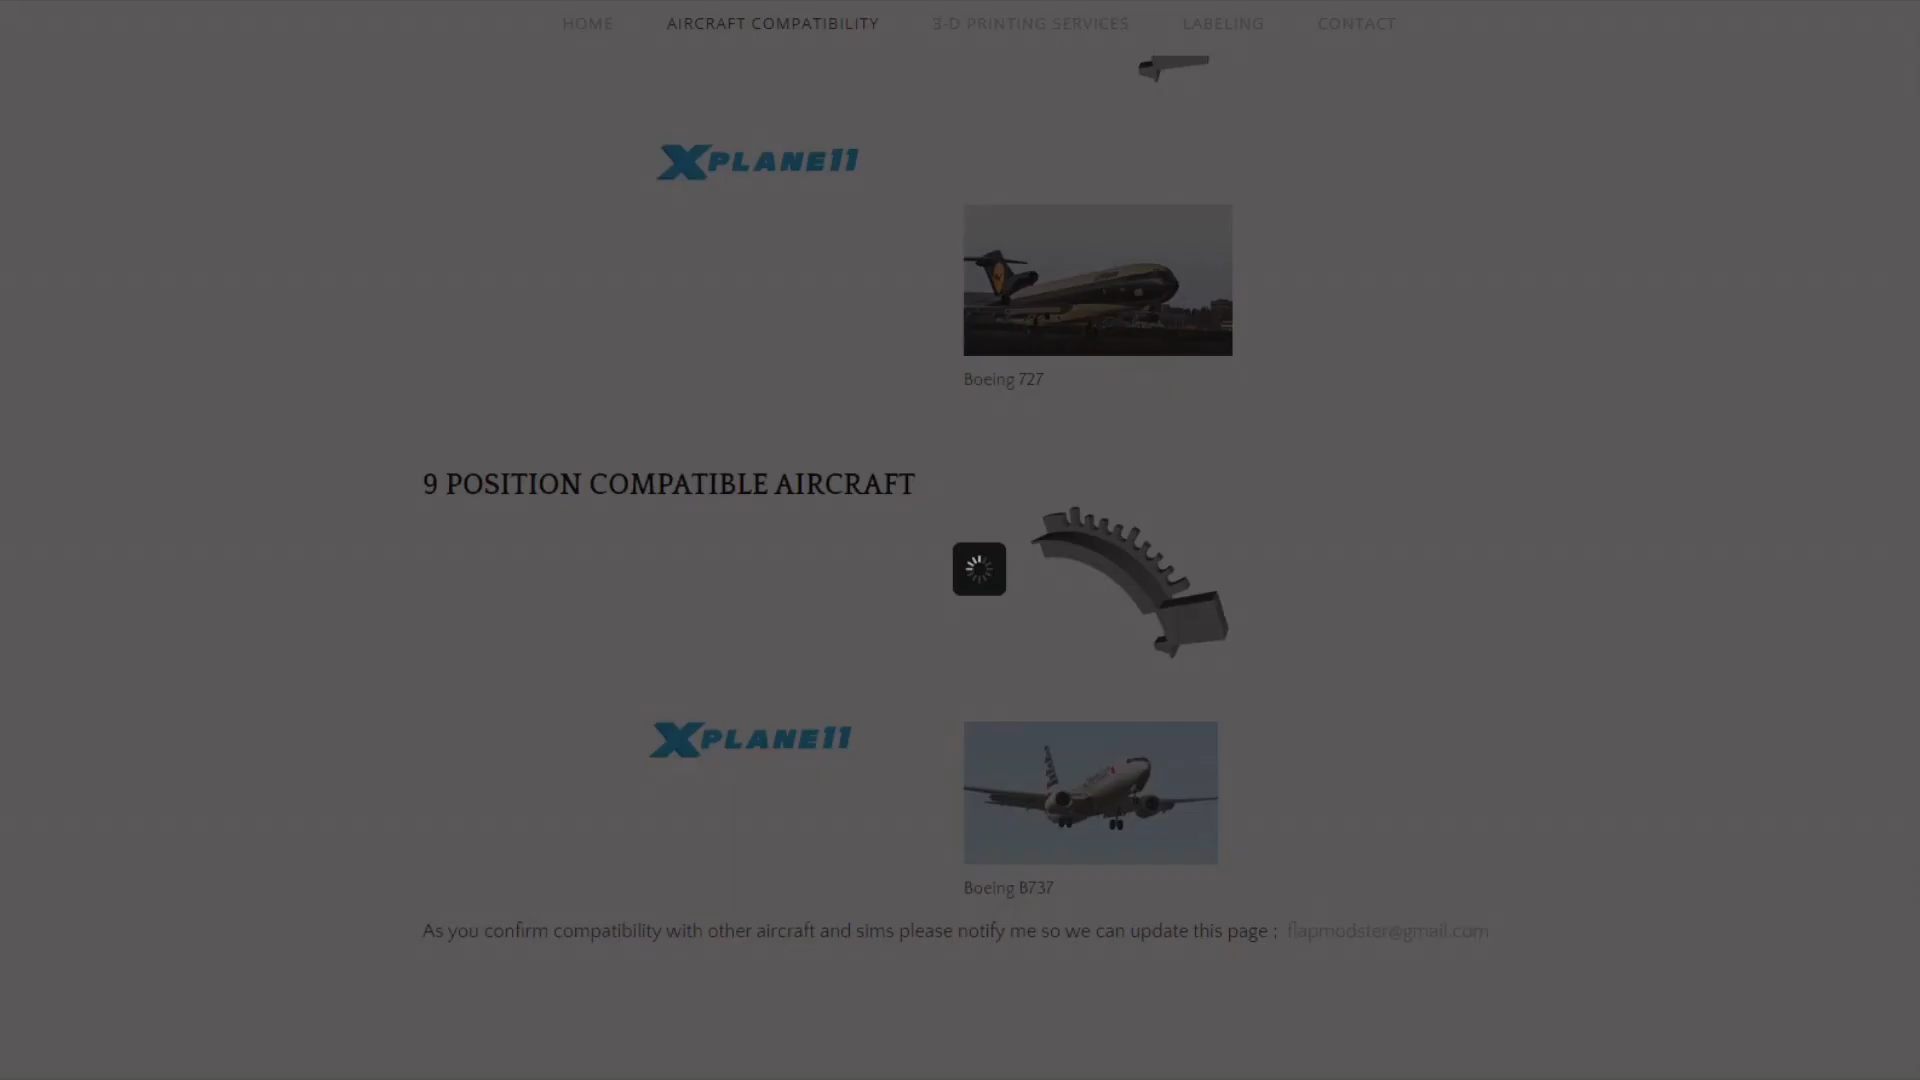 HOME AIRCRAFT COMPATIBILITY 3-D PRINTING SERVICES LABELING CONTACT
XPLANE11
Boeing 727
9 POSITION COMPATIBLE AIRCRAFT
XPLANE11
Boeing B737
As you confirm compatibility with other aircraft and sims please notify me so we can update this page ; flapmodster@gmail.com